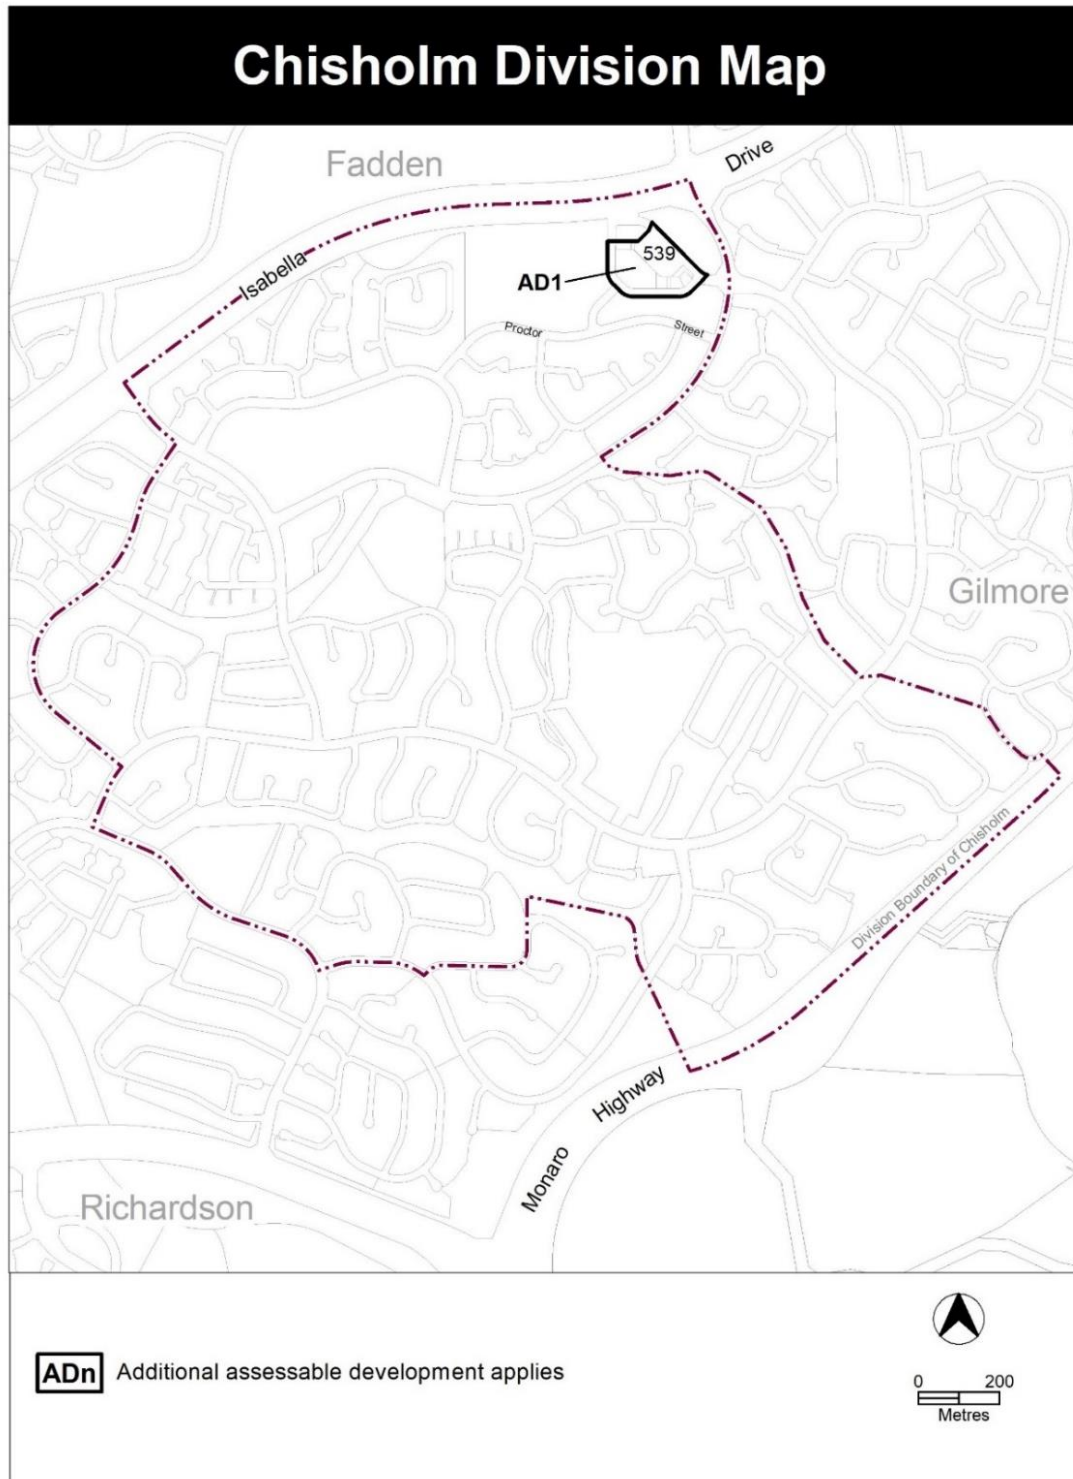 Chisholm Division Map
Fadden
Drive
Isabella
539
AD1
Proctor
Street
Gilmore
Division Boundary of Chisholm
Highway
Monaro
Richardson
ADn Additional assessable development applies
0 200
Metres